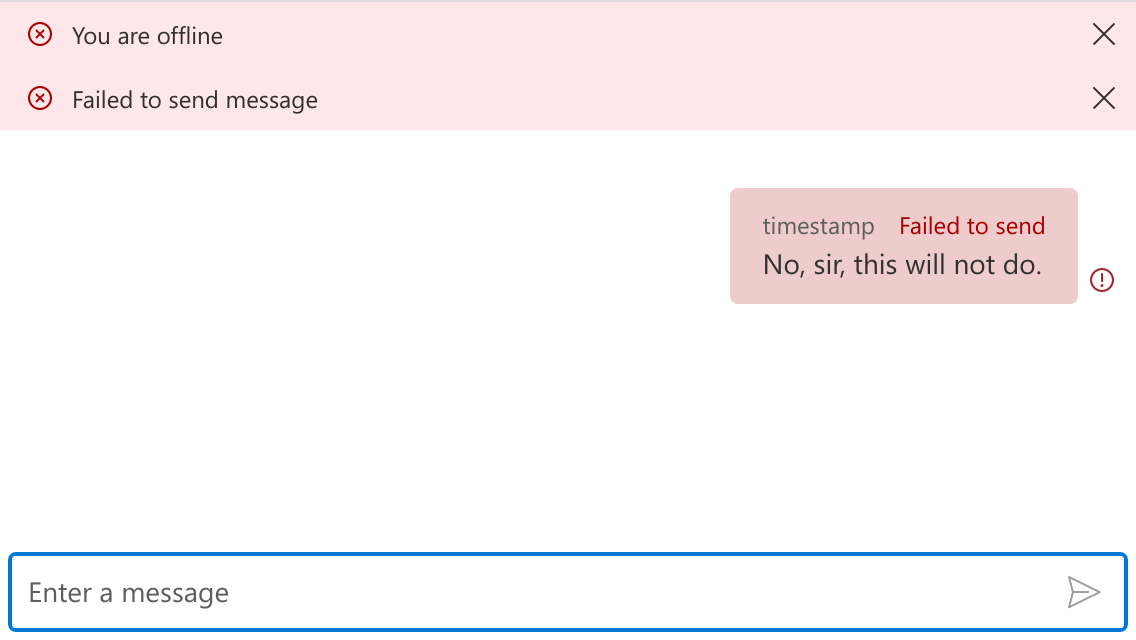 You are offline
Failed to send message
timestamp Failed to send
No, sir, this will not do.
Enter a message